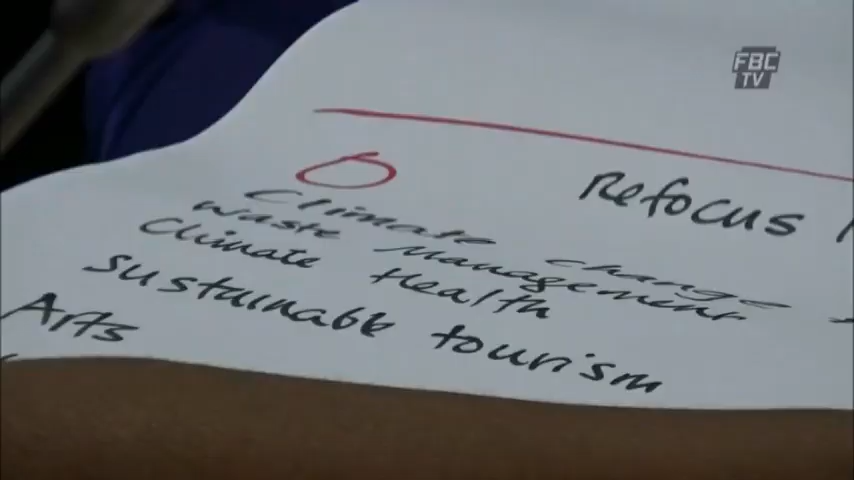 FBC
TV
Refocus
Climate change
Waste Management
Climate Health
Sustainable tourism
Arts